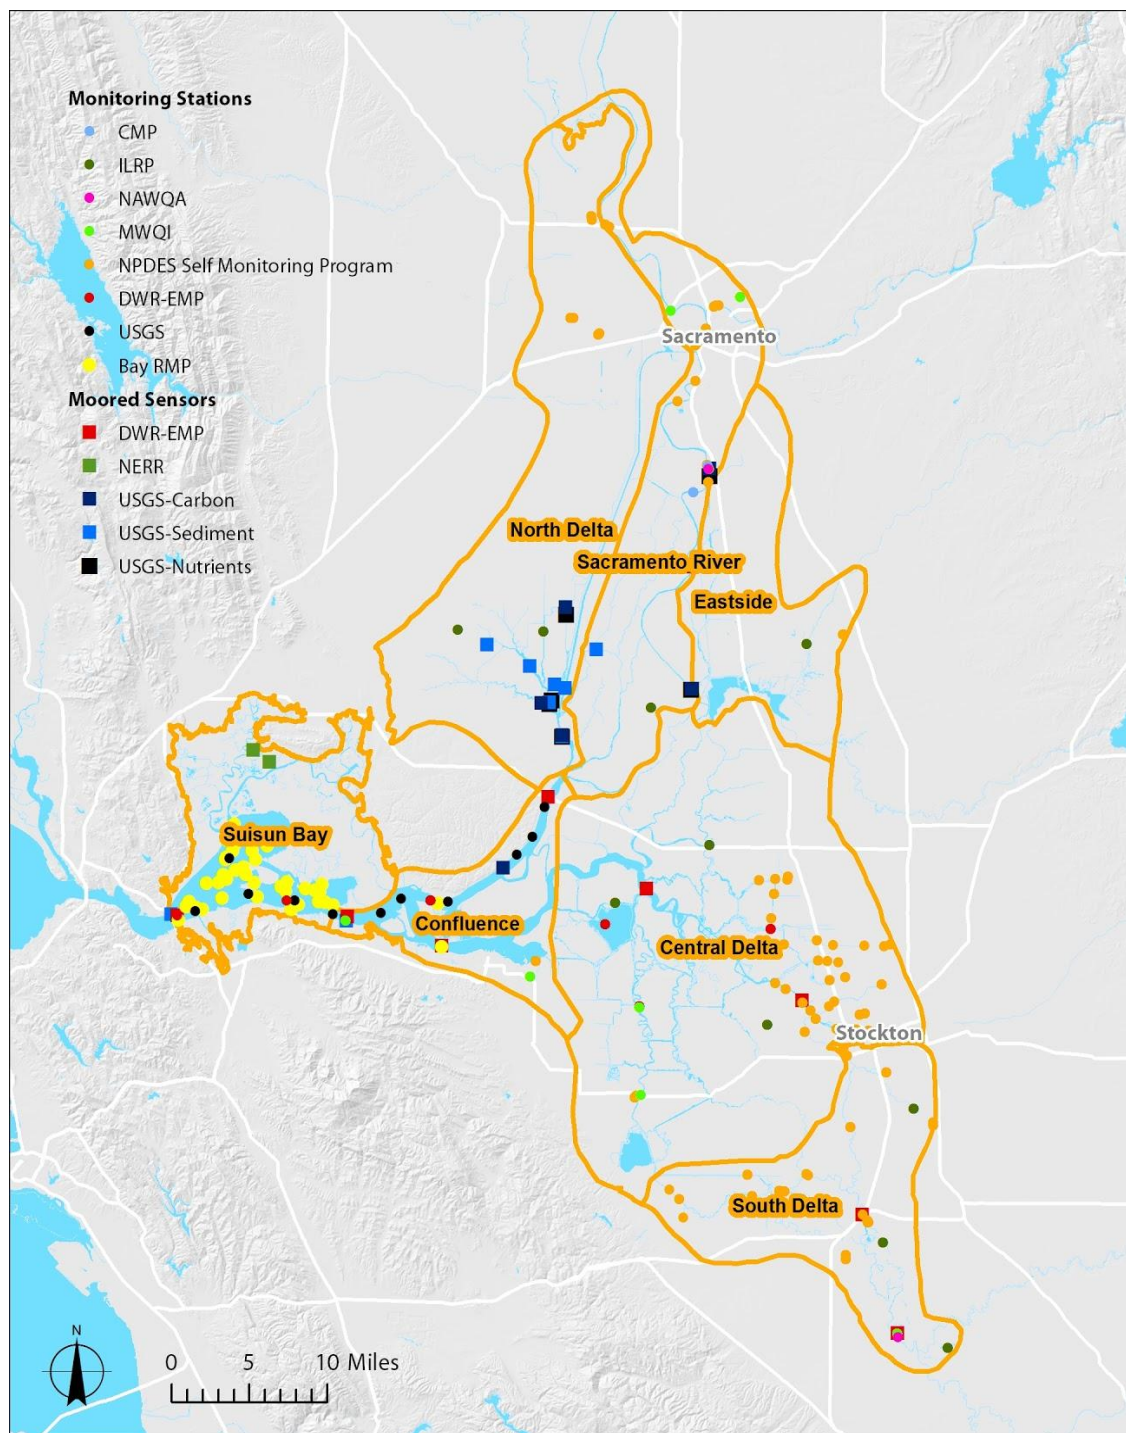 Monitoring Stations
CMP
ILRP
NAWQA
MWQI
NPDES Self Monitoring Program
DWR-EMP
USGS
Bay RMP
Moored Sensors
DWR-EMP
NERR
USGS-Carbon
USGS-Sediment
USGS-Nutrients
Sacramento
North Delta
Sacramento River
Eastside
Suisun Bay
Confluence
Central Delta
Stockton
South Delta
N
0 5 10 Miles